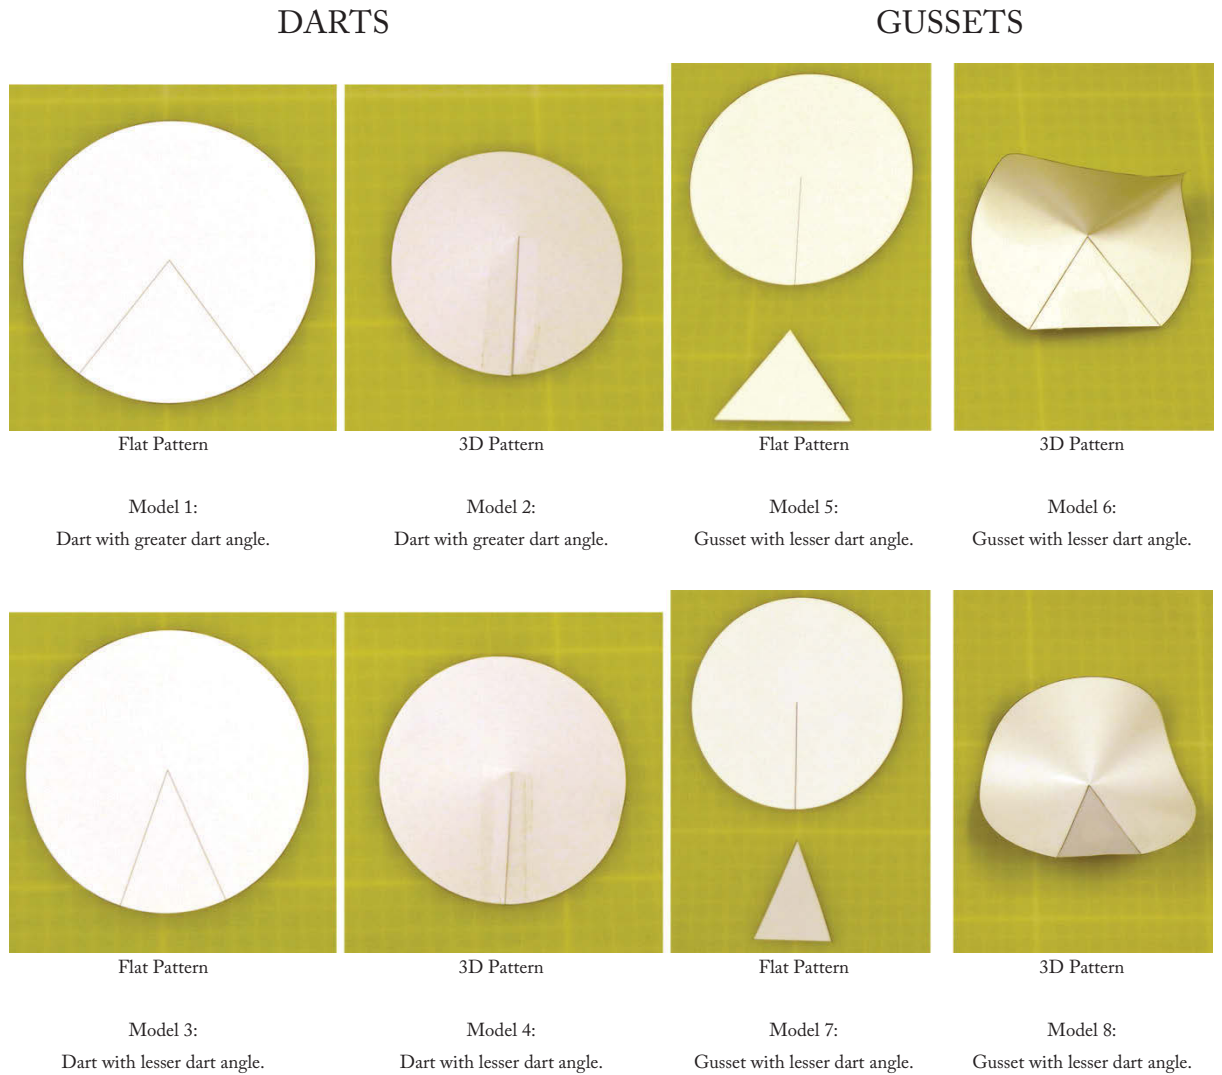 DARTS
GUSSETS
Flat Pattern
3D Pattern
Flat Pattern
3D Pattern
Model 1:
Dart with greater dart angle.
Model 2:
Dart with greater dart angle.
Model 5:
Gusset with lesser dart angle.
Model 6:
Gusset with lesser dart angle.
Flat Pattern
3D Pattern
Flat Pattern
3D Pattern
Model 3:
Dart with lesser dart angle.
Model 4:
Dart with lesser dart angle.
Model 7:
Gusset with lesser dart angle.
Model 8:
Gusset with lesser dart angle.